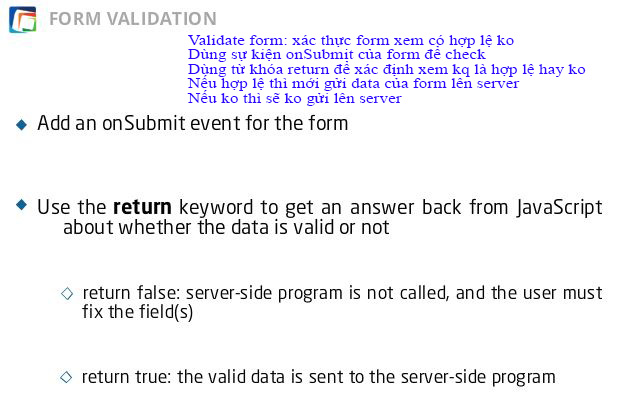 FORM VALIDATION
Validate form: xác thực form xem có hợp lệ ko
Dùng sự kiện onSubmit của form để check
Dùng từ khóa return để xác định xem kq là hợp lệ hay ko
Nếu hợp lệ thì mới gửi data của form lên server
Nếu ko thì sẽ ko gửi lên server
Add an onSubmit event for the form
Use the return keyword to get an answer back from JavaScript
about whether the data is valid or not
return false: server-side program is not called, and the user must
fix the field(s)
return true: the valid data is sent to the server-side program